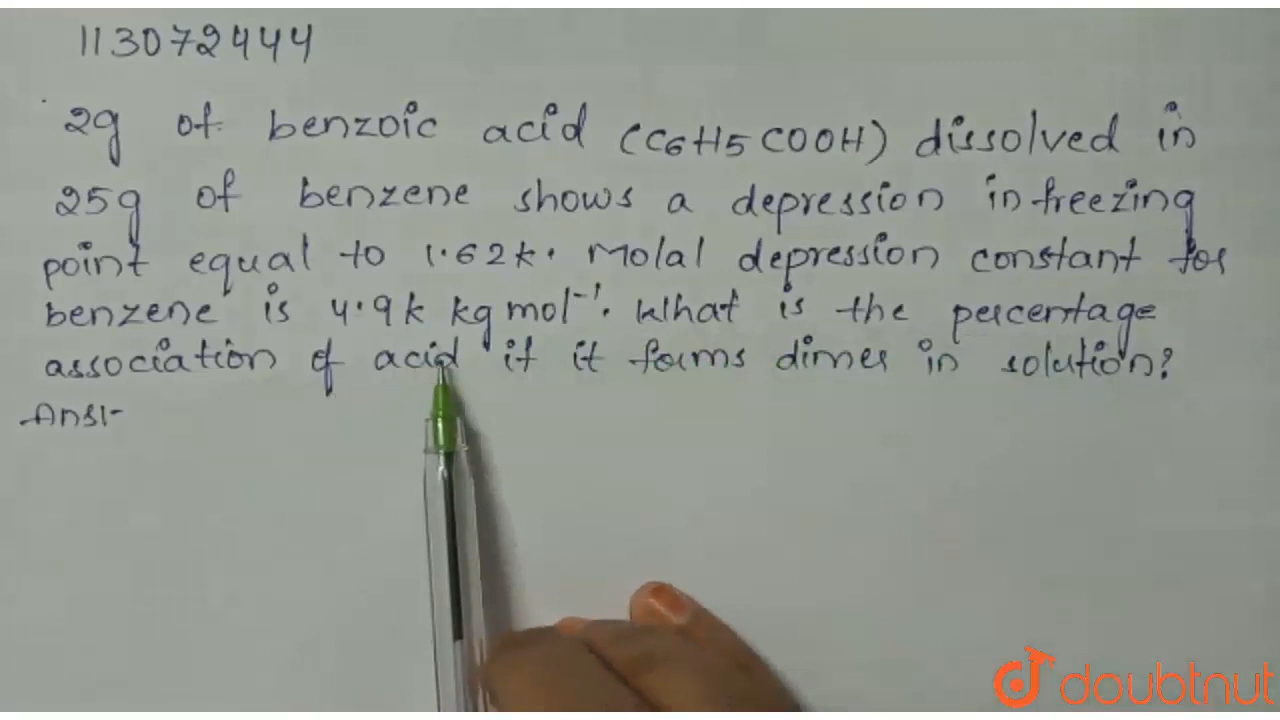 113072444
2g of benzoic acid (C6H5COOH) dissolved in
25g of benzene shows a depression in freezing
point equal to 1.62k. Molal depression constant for
benzene is 4.9k kg mol⁻¹. What is the percentage
association of acid if it forms dimer in solution?
Ans:-
doubtnut